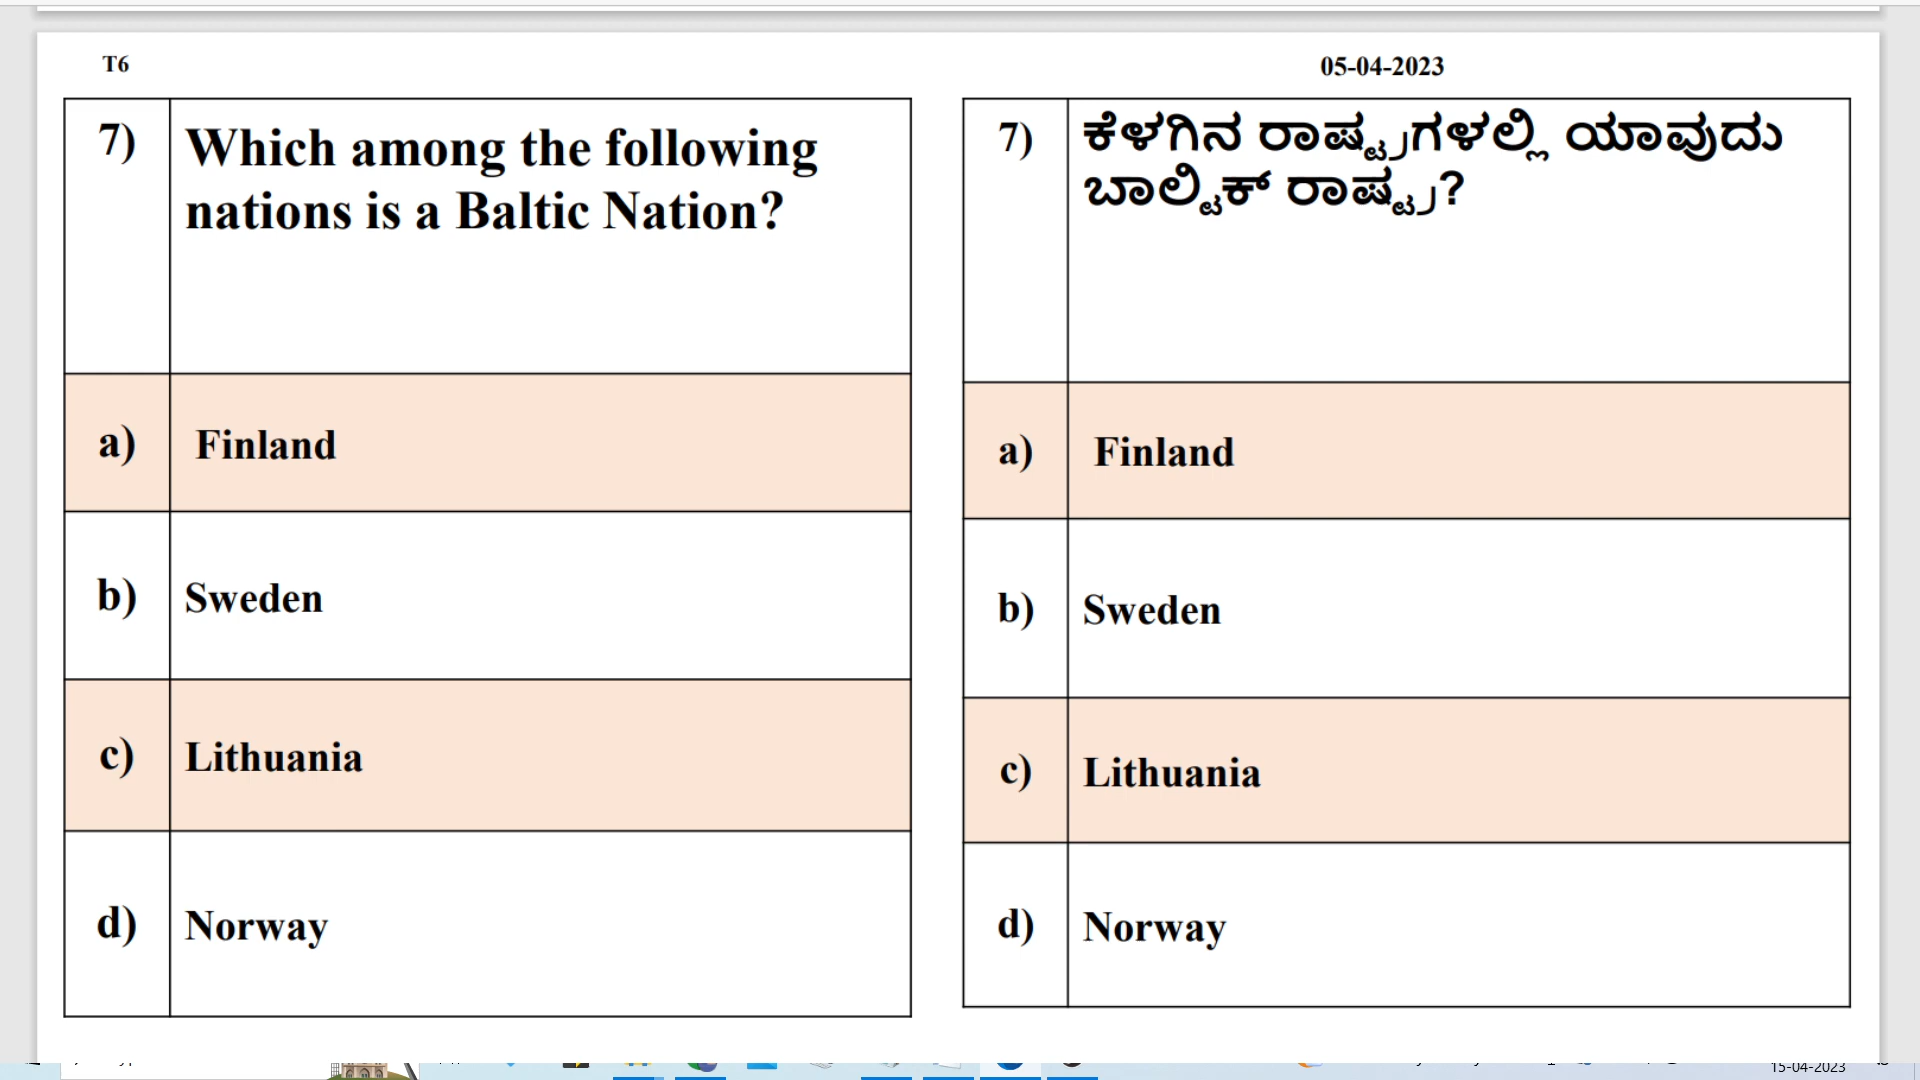 T6
05-04-2023
7) Which among the following
nations is a Baltic Nation?
a) Finland
b) Sweden
c) Lithuania
d) Norway
7) ಕೆಳಗಿನ ರಾಷ್ಟ್ರಗಳಲ್ಲಿ ಯಾವುದು
ಬಾಲ್ಟಿಕ್ ರಾಷ್ಟ್ರ?
a) Finland
b) Sweden
c) Lithuania
d) Norway
15-04-2023